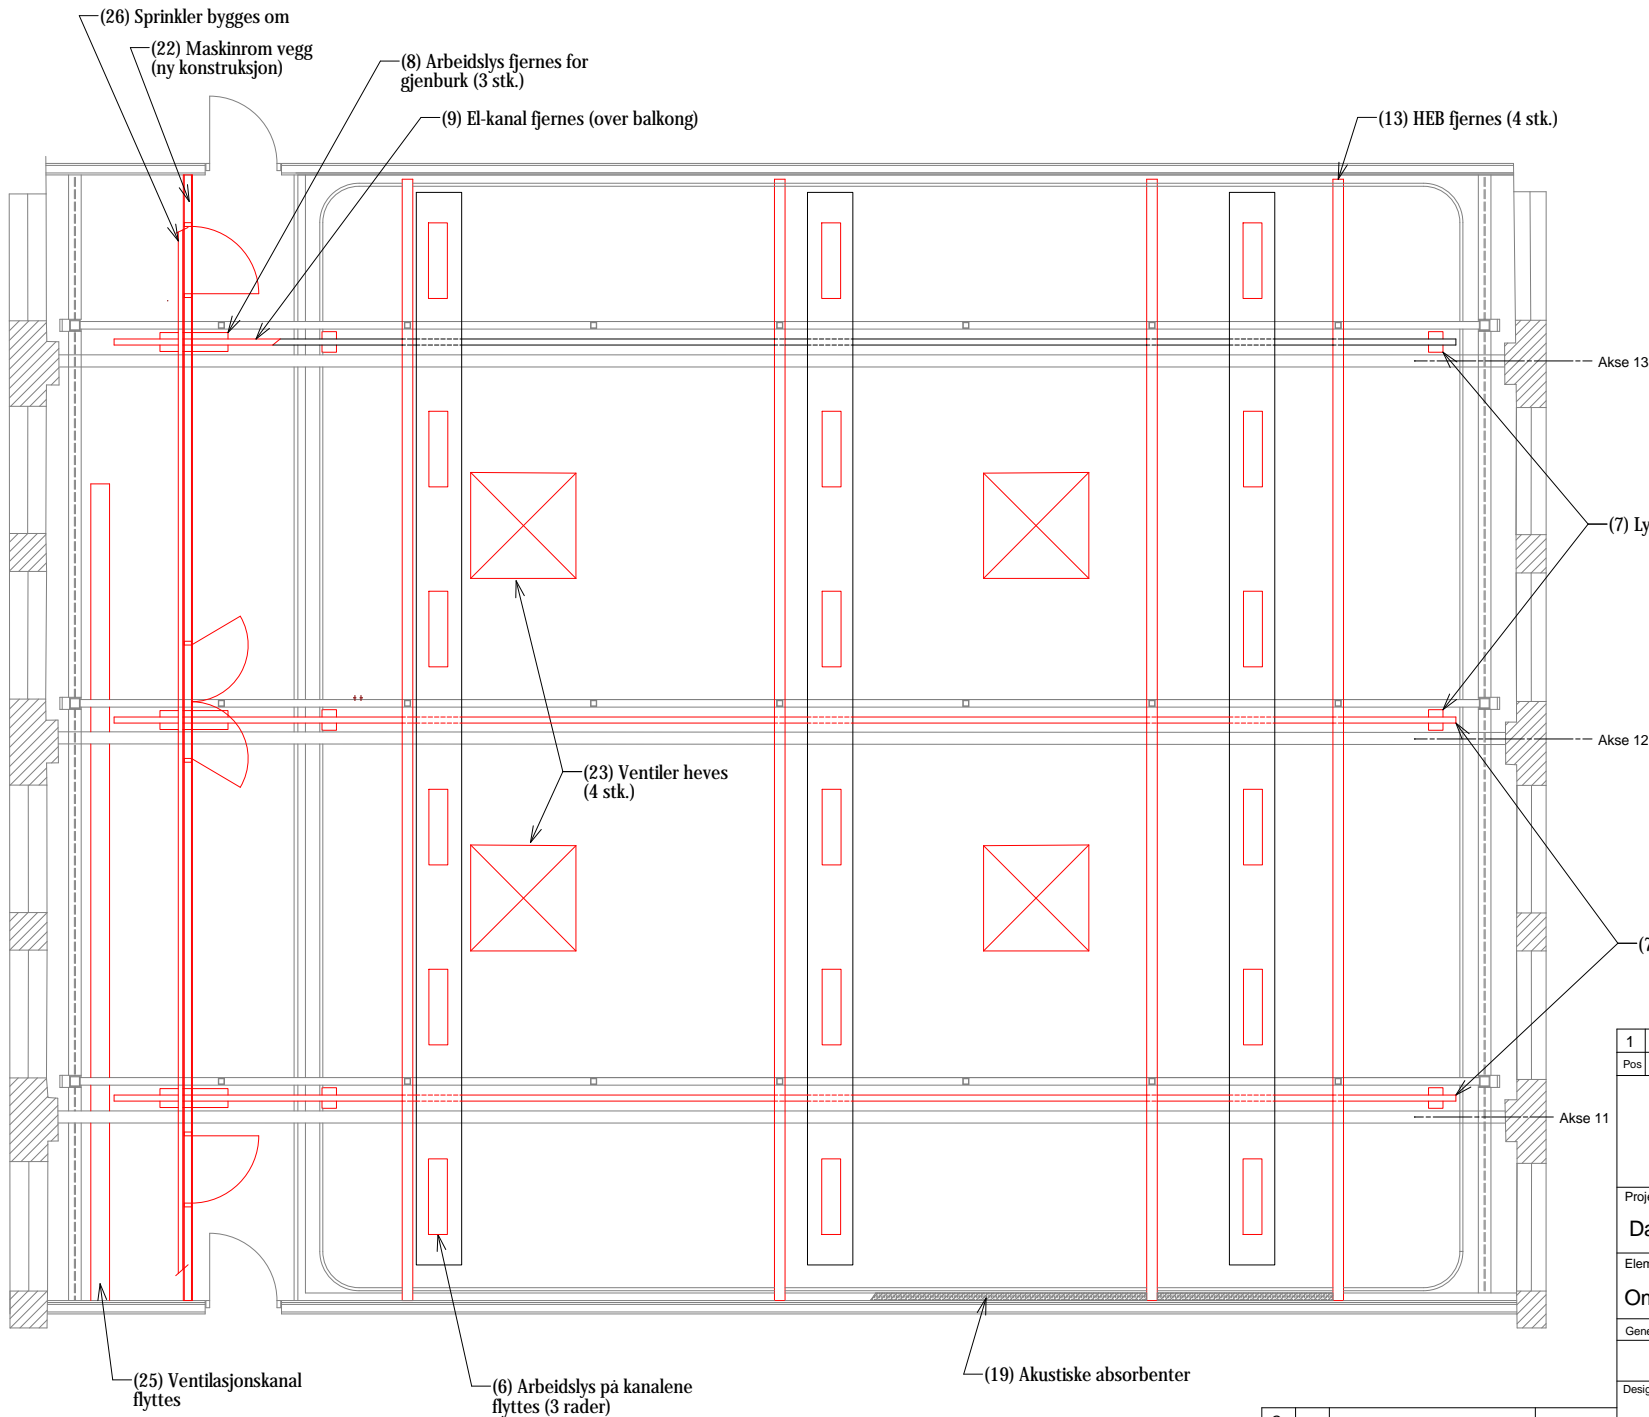 (26) Sprinkler bygges om
(22) Maskinrom vegg
(ny konstruksjon)
(8) Arbeidslys fjernes for
gjenburk (3 stk.)
(9) El-kanal fjernes (over balkong)
(13) HEB fjernes (4 stk.)
Akse 13
(7) Ly
Akse 12
(23) Ventiler heves
(4 stk.)
(7
1
Pos
Akse 11
Proje
Da
Elem
On
Gene
Desig
(25) Ventilasjonskanal
flyttes
(6) Arbeidslys på kanalene
flyttes (3 rader)
(19) Akustiske absorbenter